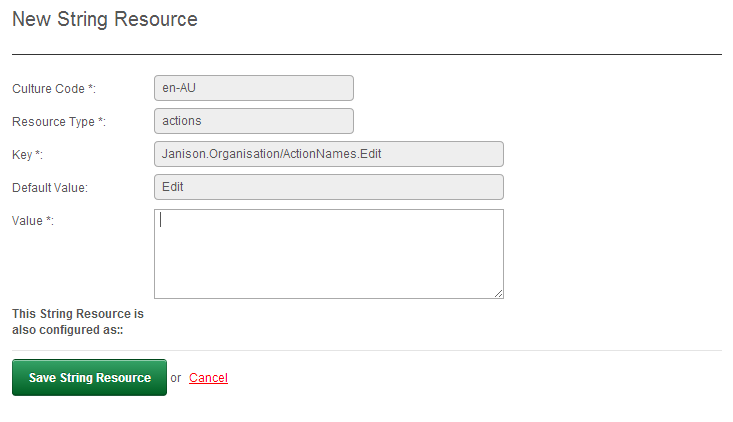 New String Resource
Culture Code *: en-AU
Resource Type *: actions
Key *: Janison.Organisation/ActionNames.Edit
Default Value: Edit
Value *:
This String Resource is
also configured as::
Save String Resource or Cancel